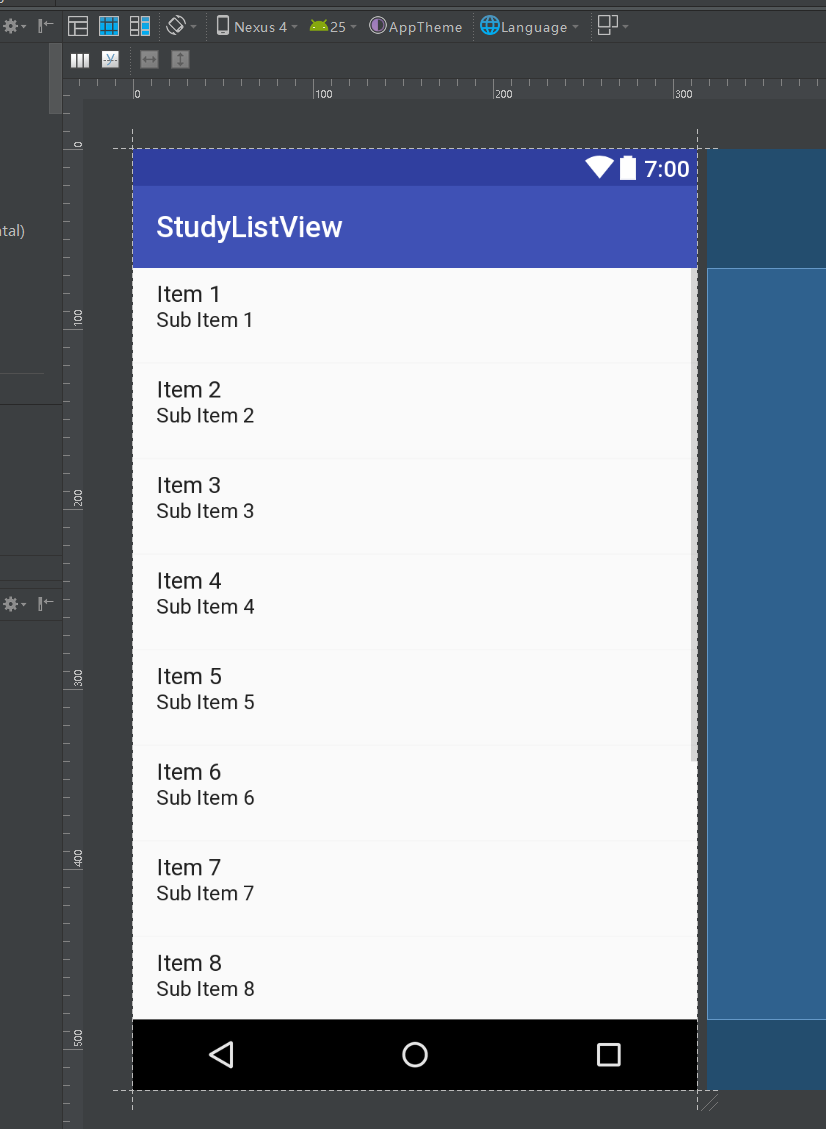 Nexus 4 25 AppTheme Language
0 100 200 300
ntal)
0
100
200
300
400
500
7:00
StudyListView
Item 1
Sub Item 1
Item 2
Sub Item 2
Item 3
Sub Item 3
Item 4
Sub Item 4
Item 5
Sub Item 5
Item 6
Sub Item 6
Item 7
Sub Item 7
Item 8
Sub Item 8